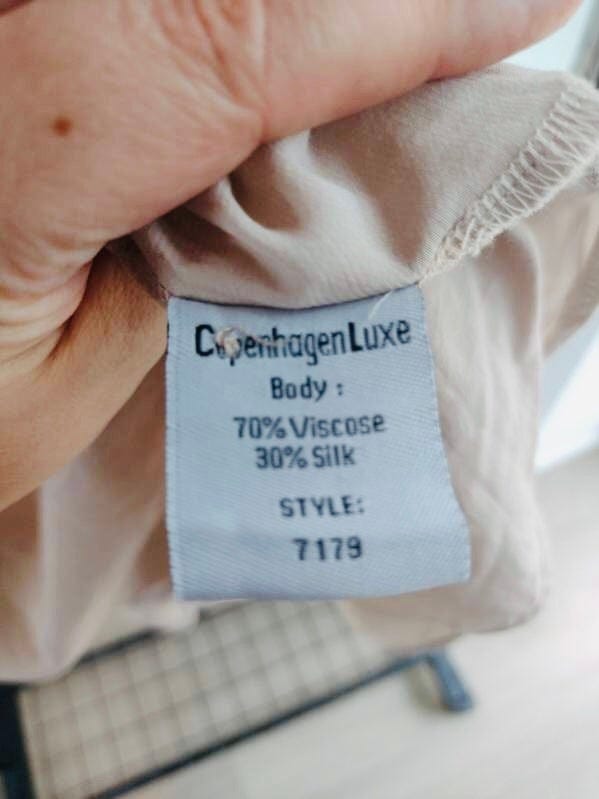 CopenhagenLuxe
Body :
70% Viscose
30% Silk
STYLE:
7179